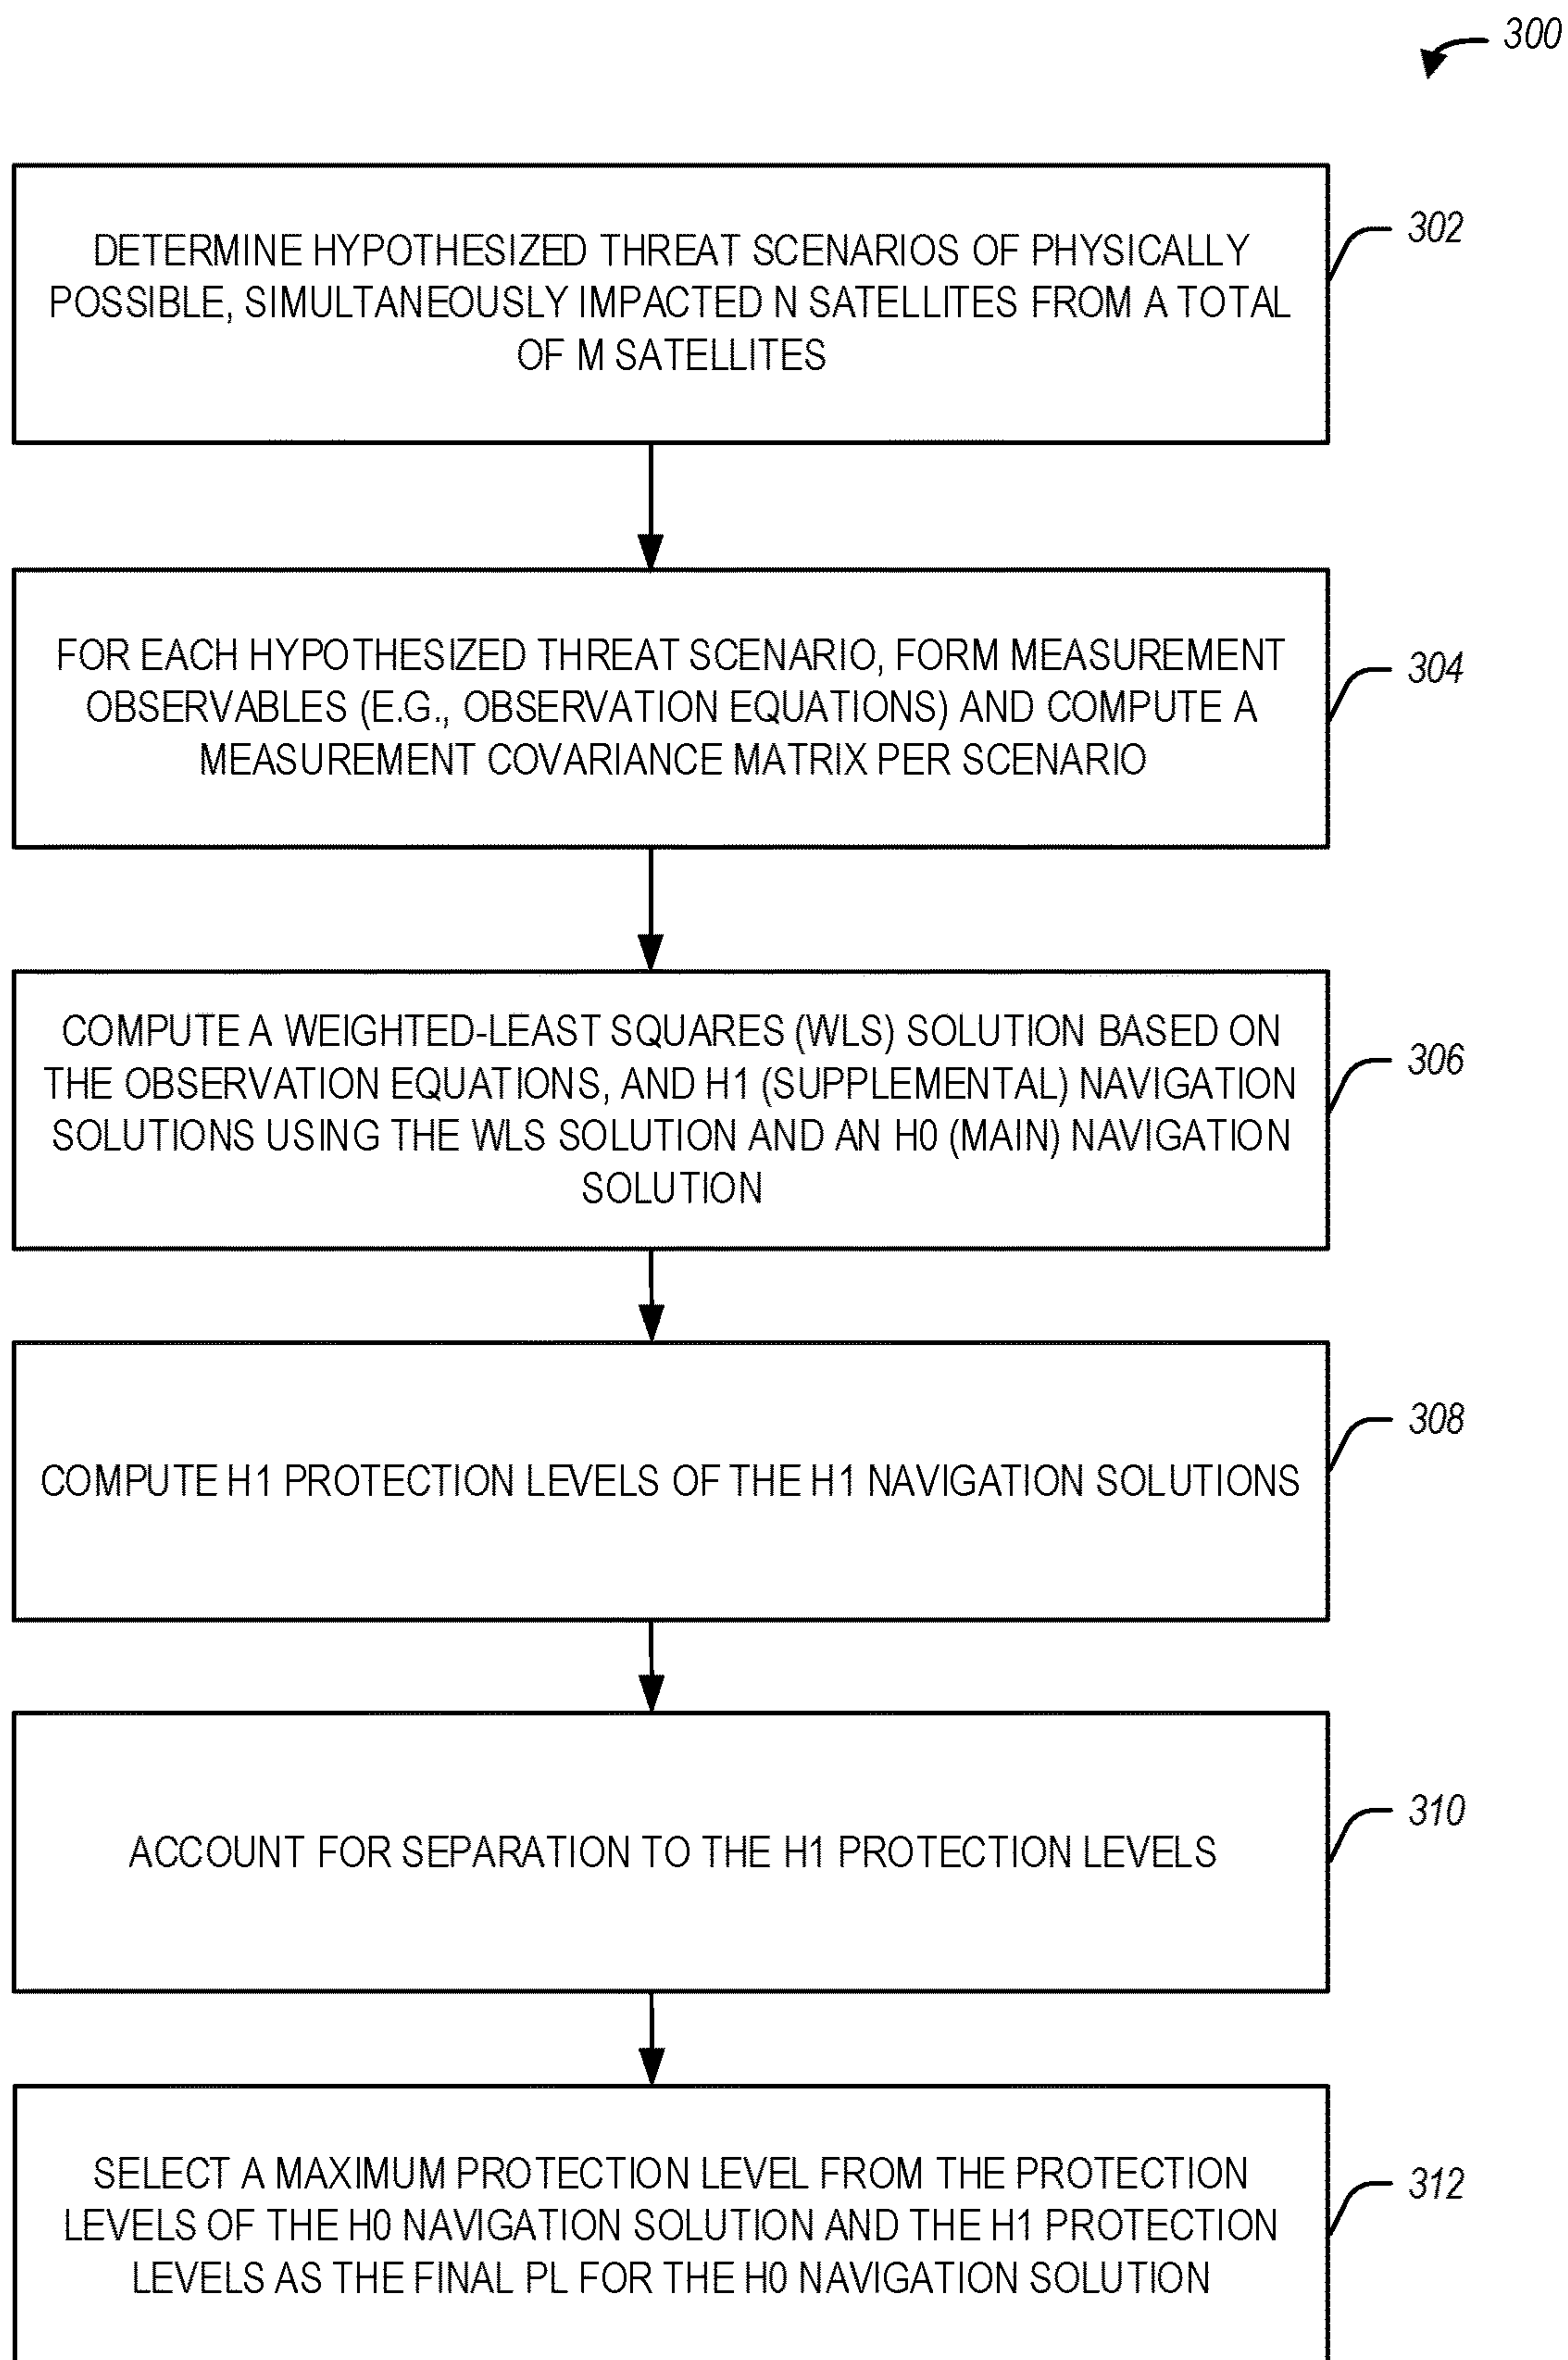 300
DETERMINE HYPOTHESIZED THREAT SCENARIOS OF PHYSICALLY
POSSIBLE, SIMULTANEOUSLY IMPACTED N SATELLITES FROM A TOTAL
OF M SATELLITES
302
FOR EACH HYPOTHESIZED THREAT SCENARIO, FORM MEASUREMENT
OBSERVABLES (E.G., OBSERVATION EQUATIONS) AND COMPUTE A
MEASUREMENT COVARIANCE MATRIX PER SCENARIO
304
COMPUTE A WEIGHTED-LEAST SQUARES (WLS) SOLUTION BASED ON
THE OBSERVATION EQUATIONS, AND H1 (SUPPLEMENTAL) NAVIGATION
SOLUTIONS USING THE WLS SOLUTION AND AN H0 (MAIN) NAVIGATION
SOLUTION
306
COMPUTE H1 PROTECTION LEVELS OF THE H1 NAVIGATION SOLUTIONS
308
ACCOUNT FOR SEPARATION TO THE H1 PROTECTION LEVELS
310
SELECT A MAXIMUM PROTECTION LEVEL FROM THE PROTECTION
LEVELS OF THE H0 NAVIGATION SOLUTION AND THE H1 PROTECTION
LEVELS AS THE FINAL PL FOR THE H0 NAVIGATION SOLUTION
312